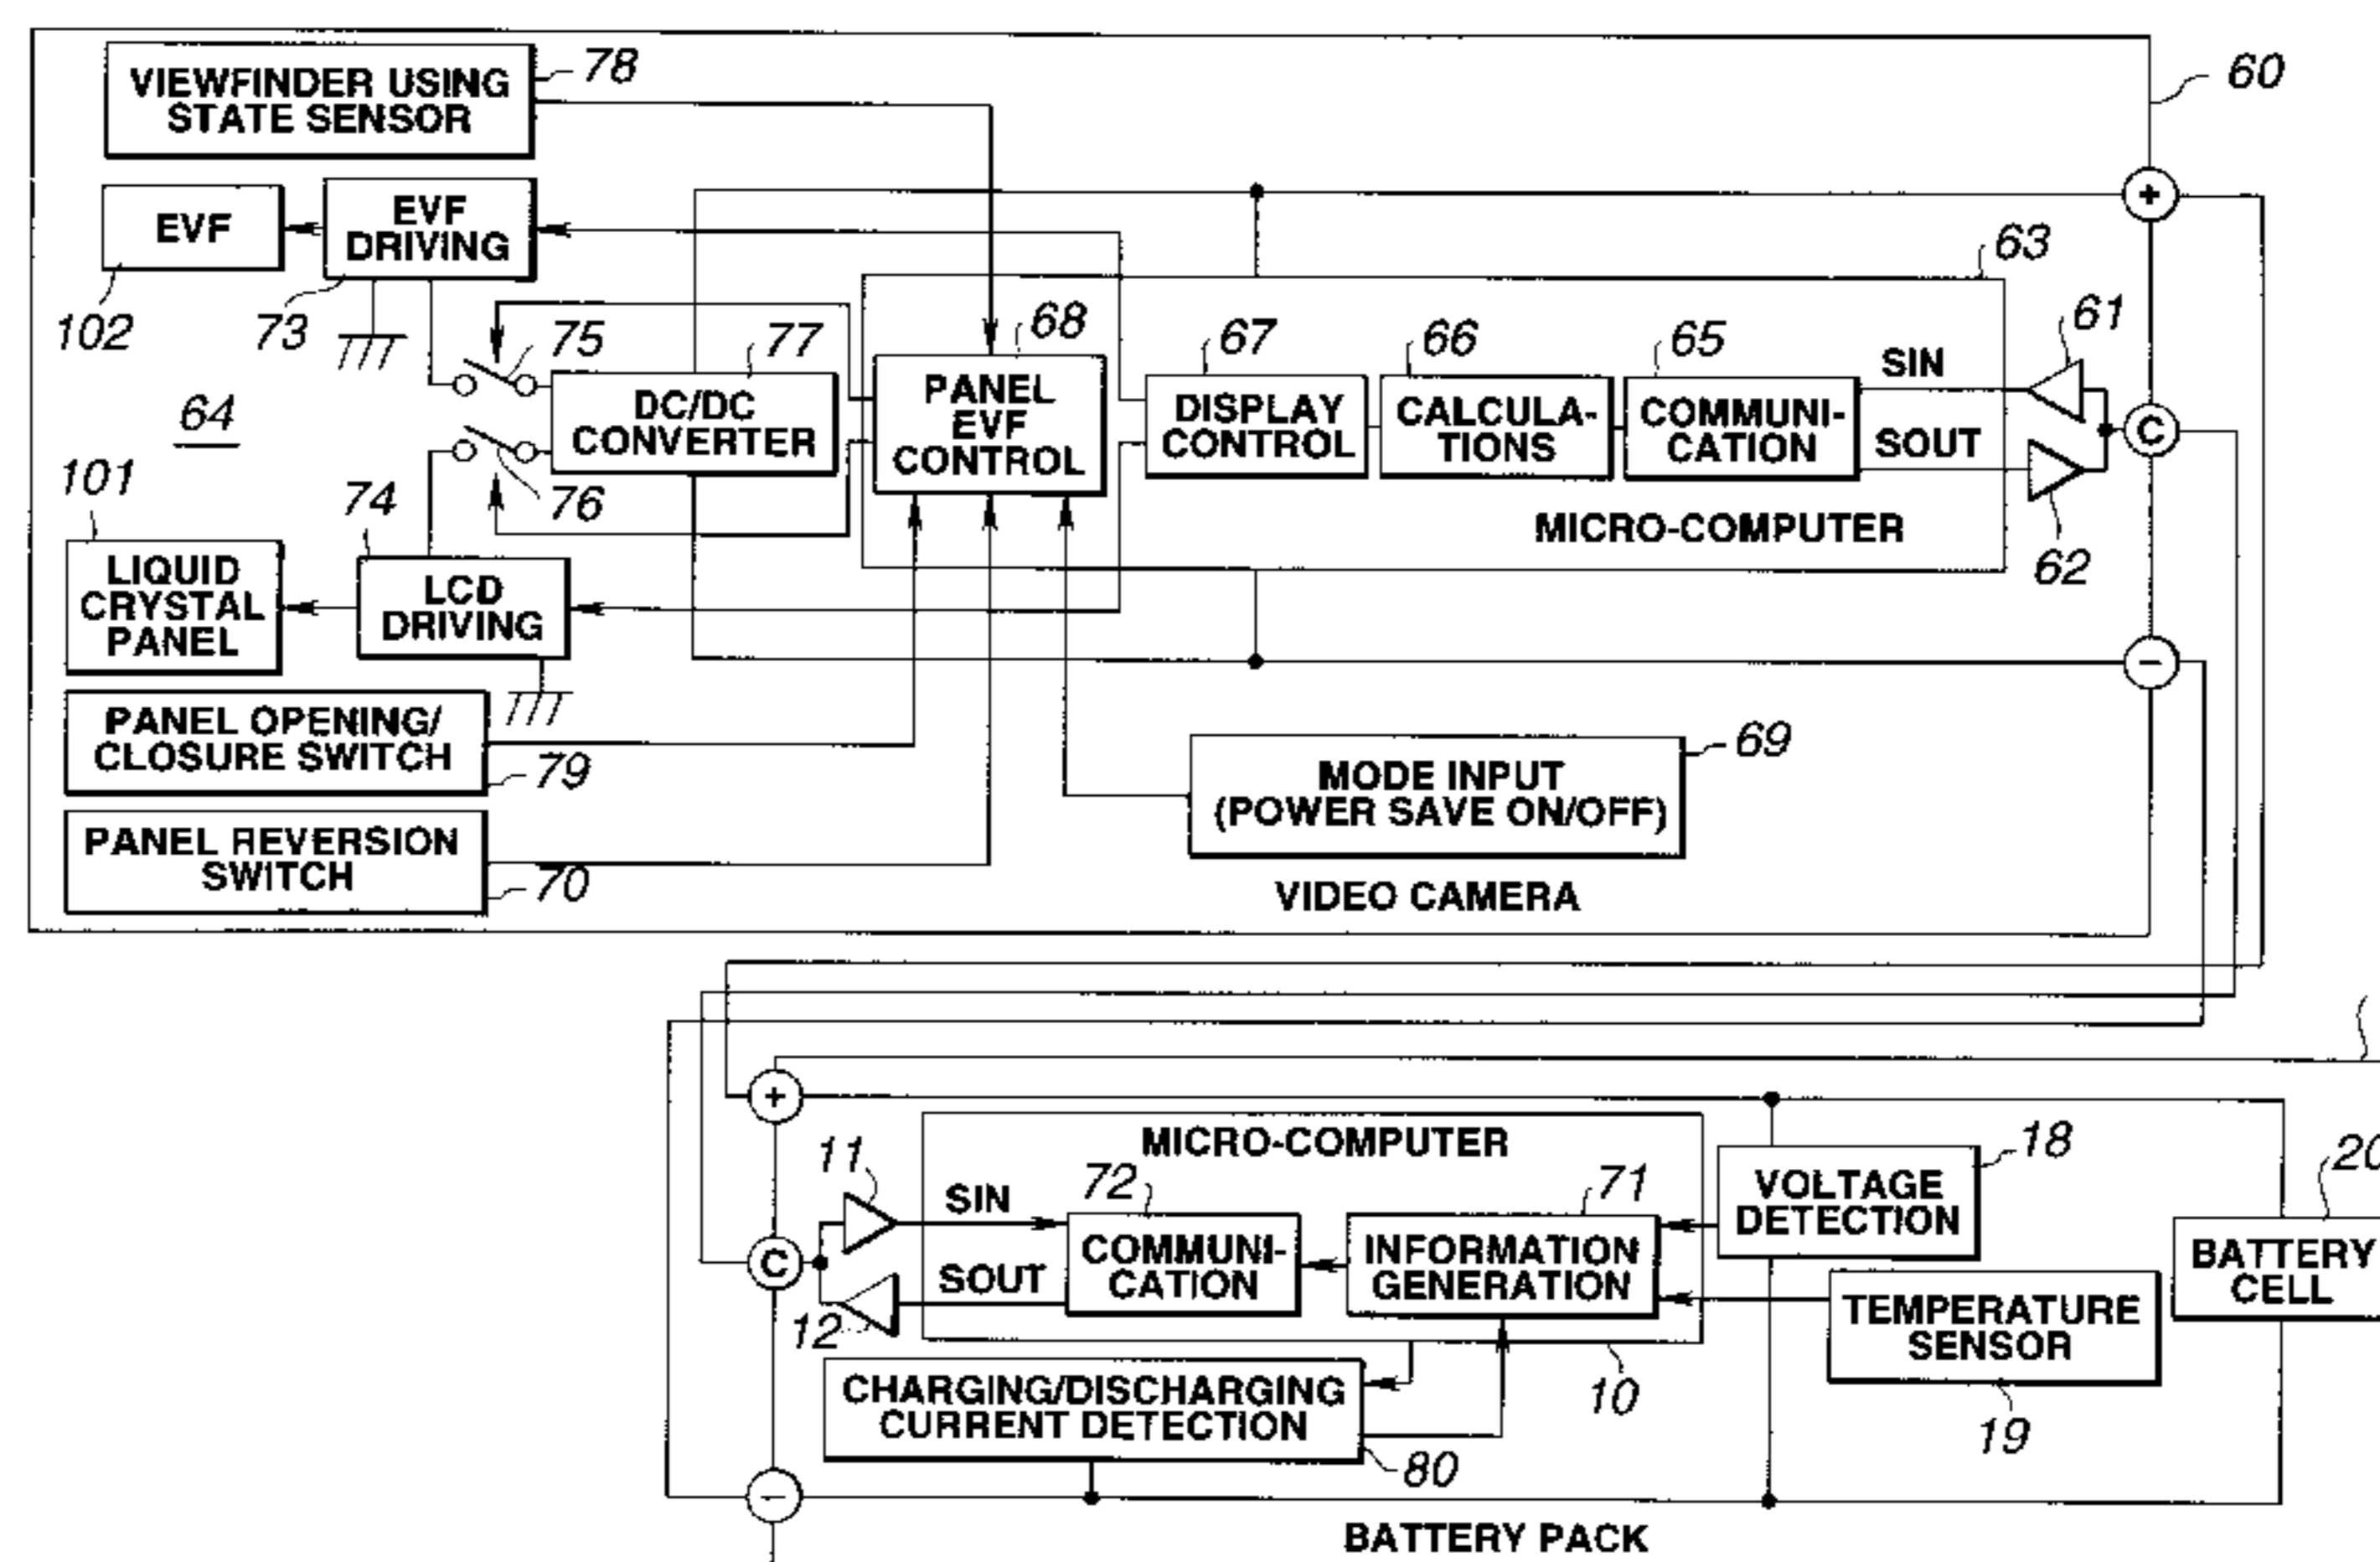 VIEWFINDER USING
STATE SENSOR
78
60
EVF
EVF
DRIVING
+
102
73
75
77
68
63
67
66
65
61
SIN
PANEL
EVF
CONTROL
DISPLAY
CONTROL
CALCULA-
TIONS
COMMUNI-
CATION
C
DC/DC
CONVERTER
64
SOUT
76
101
74
MICRO-COMPUTER
62
LIQUID
CRYSTAL
PANEL
LCD
DRIVING
−
PANEL OPENING/
CLOSURE SWITCH
79
MODE INPUT
(POWER SAVE ON/OFF)
69
PANEL REVERSION
SWITCH
70
VIDEO CAMERA
+
MICRO-COMPUTER
11
SIN
72
71
18
VOLTAGE
DETECTION
20
C
COMMUNI-
CATION
INFORMATION
GENERATION
BATTERY
CELL
SOUT
12
TEMPERATURE
SENSOR
CHARGING/DISCHARGING
CURRENT DETECTION
10
19
80
−
BATTERY PACK